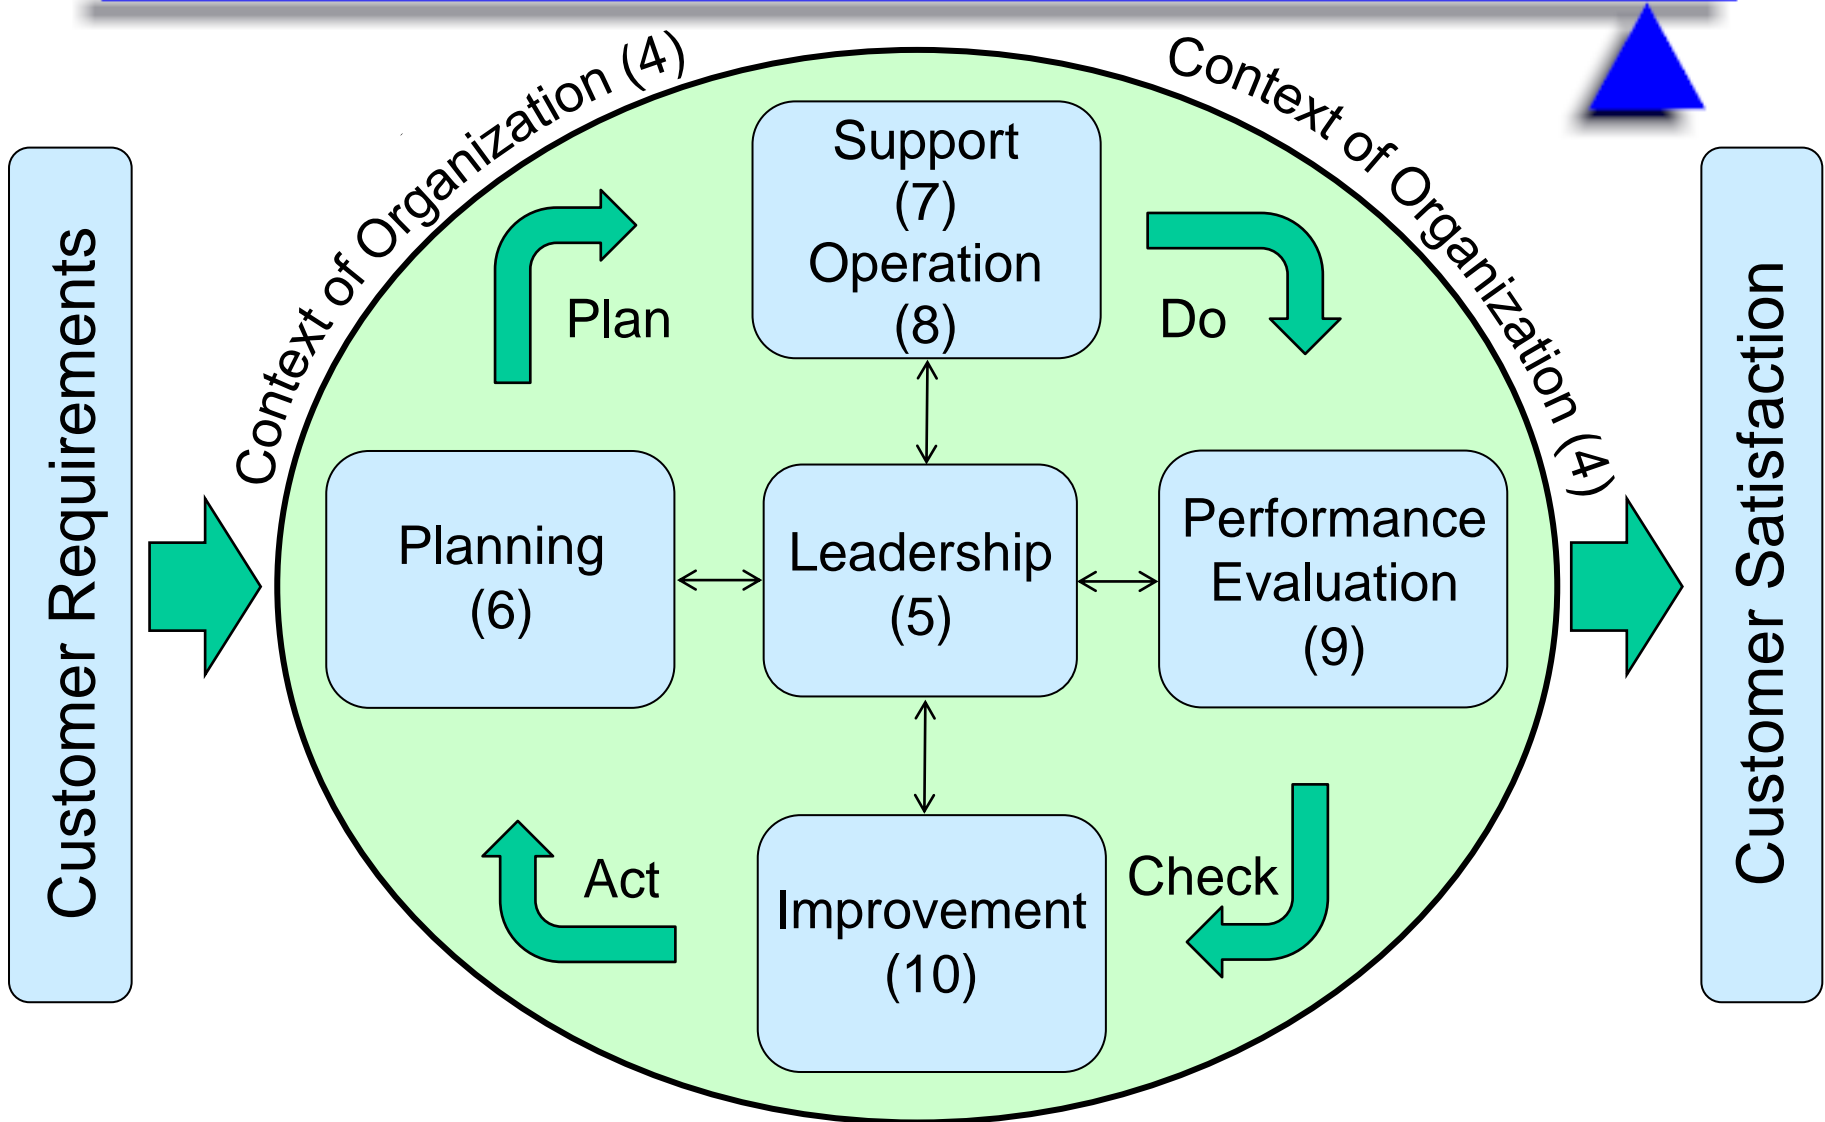 Context of Organization (4)
Context of Organization (4)
Customer Requirements
Support
(7)
Operation
(8)
Plan
Do
Planning
(6)
Leadership
(5)
Performance
Evaluation
(9)
Act
Check
Improvement
(10)
Customer Satisfaction